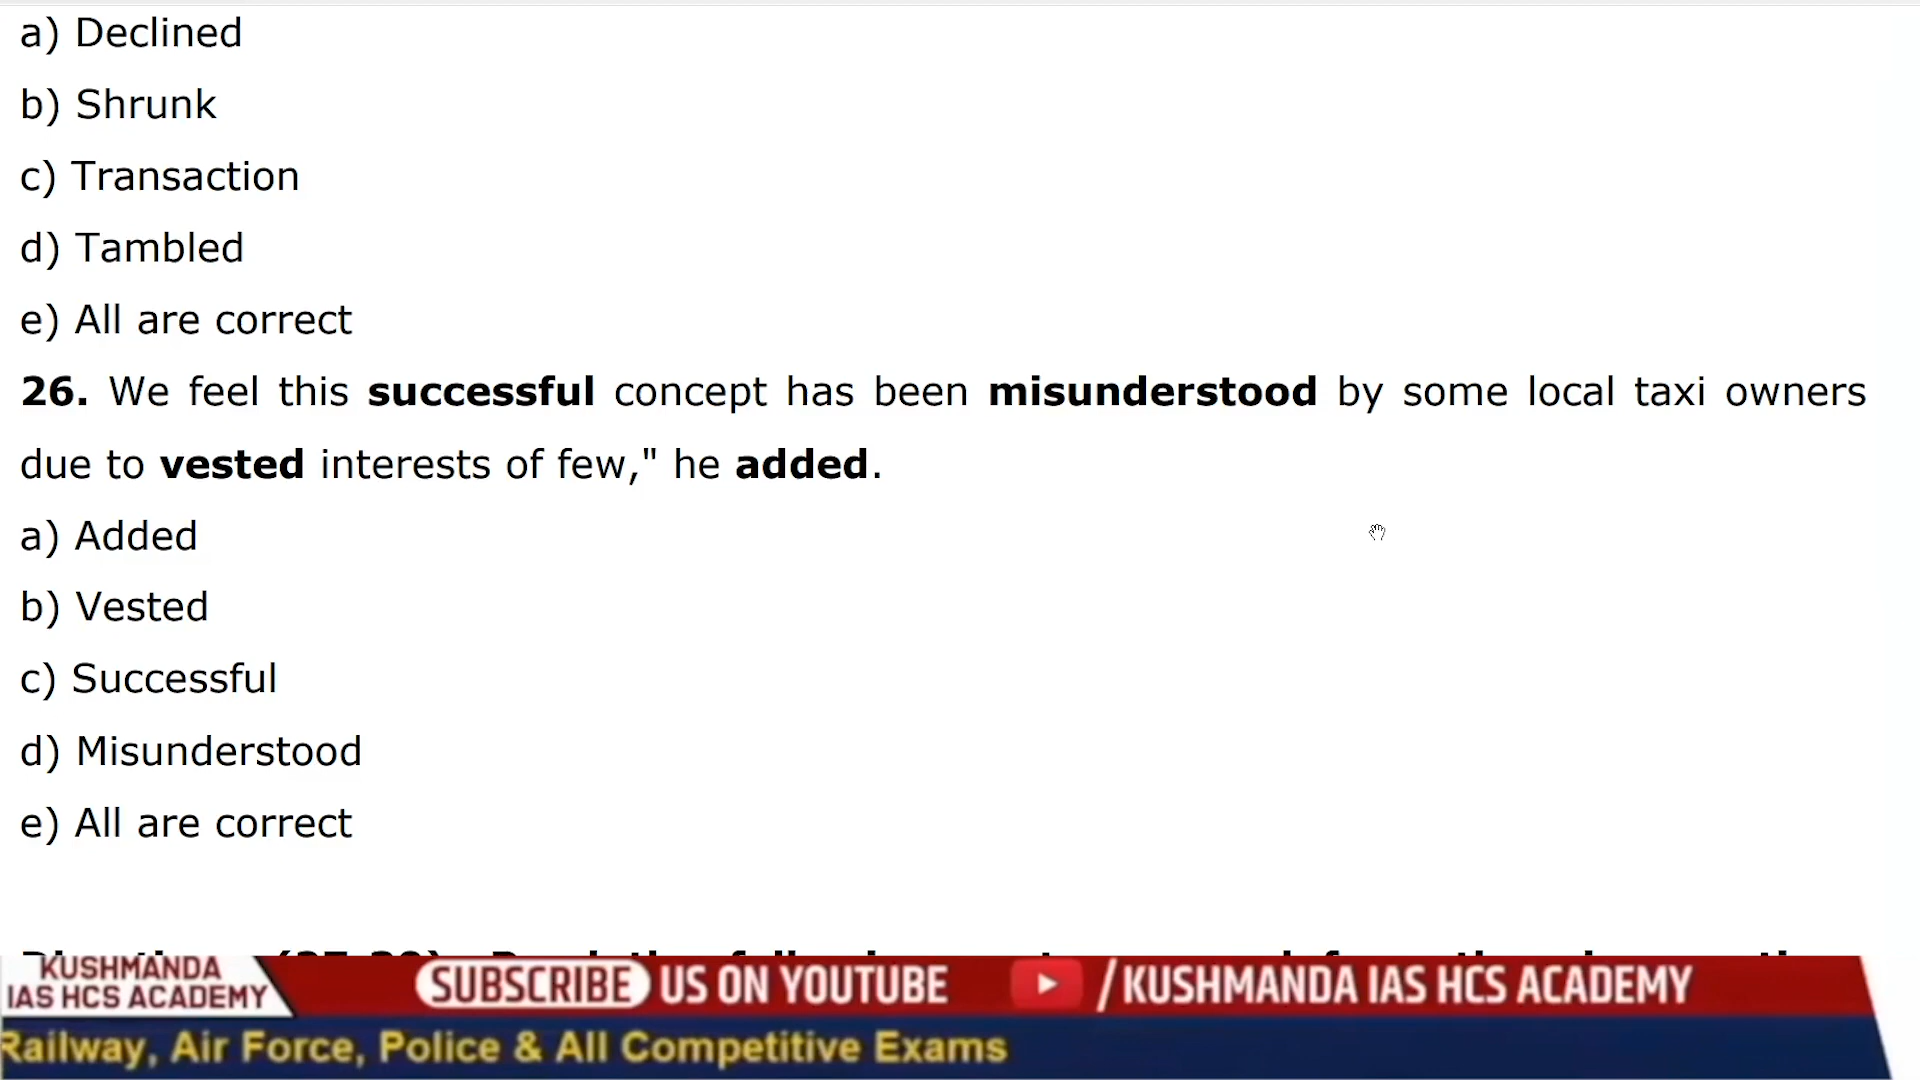 a) Declined
b) Shrunk
c) Transaction
d) Tambled
e) All are correct
26. We feel this successful concept has been misunderstood by some local taxi owners
due to vested interests of few," he added.
a) Added
b) Vested
c) Successful
d) Misunderstood
e) All are correct
KUSHMANDA
IAS HCS ACADEMY
SUBSCRIBE US ON YOUTUBE /KUSHMANDA IAS HCS ACADEMY
Railway, Air Force, Police & All Competitive Exams